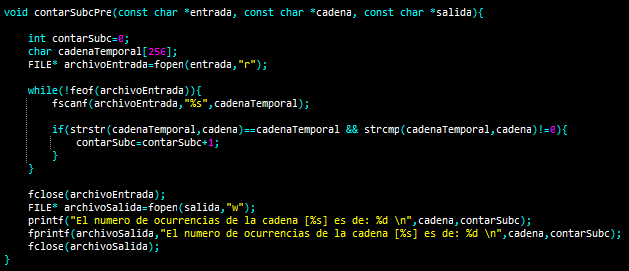 void contarSubcPre(const char *entrada, const char *cadena, const char *salida){
int contarSubc=0;
char cadenaTemporal[256];
FILE* archivoEntrada=fopen(entrada,"r");
while(!feof(archivoEntrada)){
fscanf(archivoEntrada,"%s",cadenaTemporal);
if(strstr(cadenaTemporal,cadena)==cadenaTemporal && strcmp(cadenaTemporal,cadena)!=0){
contarSubc=contarSubc+1;
}
}
fclose(archivoEntrada);
FILE* archivoSalida=fopen(salida,"w");
printf("El numero de ocurrencias de la cadena [%s] es de: %d \n",cadena,contarSubc);
fprintf(archivoSalida,"El numero de ocurrencias de la cadena [%s] es de: %d \n",cadena,contarSubc);
fclose(archivoSalida);
}